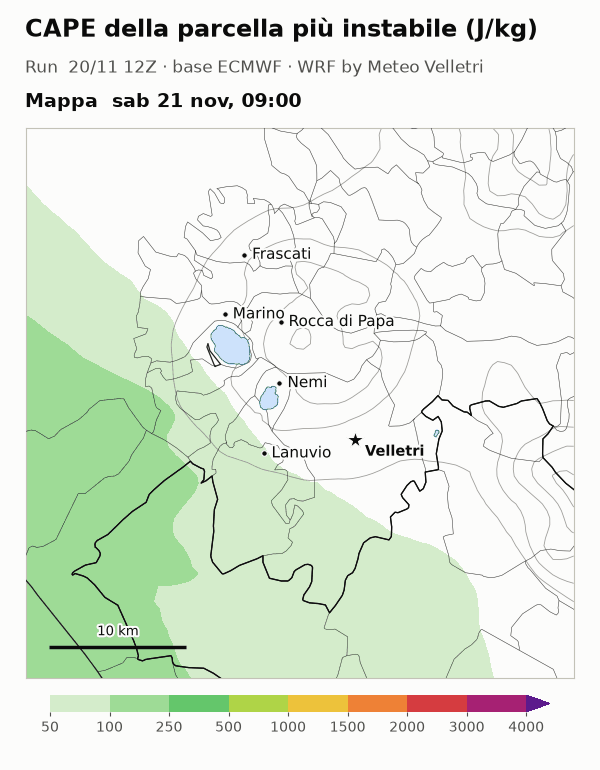 CAPE della parcella più instabile (J/kg)
Run  20/11 12Z · base ECMWF · WRF by Meteo Velletri
Mappa  sab 21 nov, 09:00
Frascati
Marino
Rocca di Papa
Nemi
Velletri
Lanuvio
10 km
50 100 250 500 1000 1500 2000 3000 4000